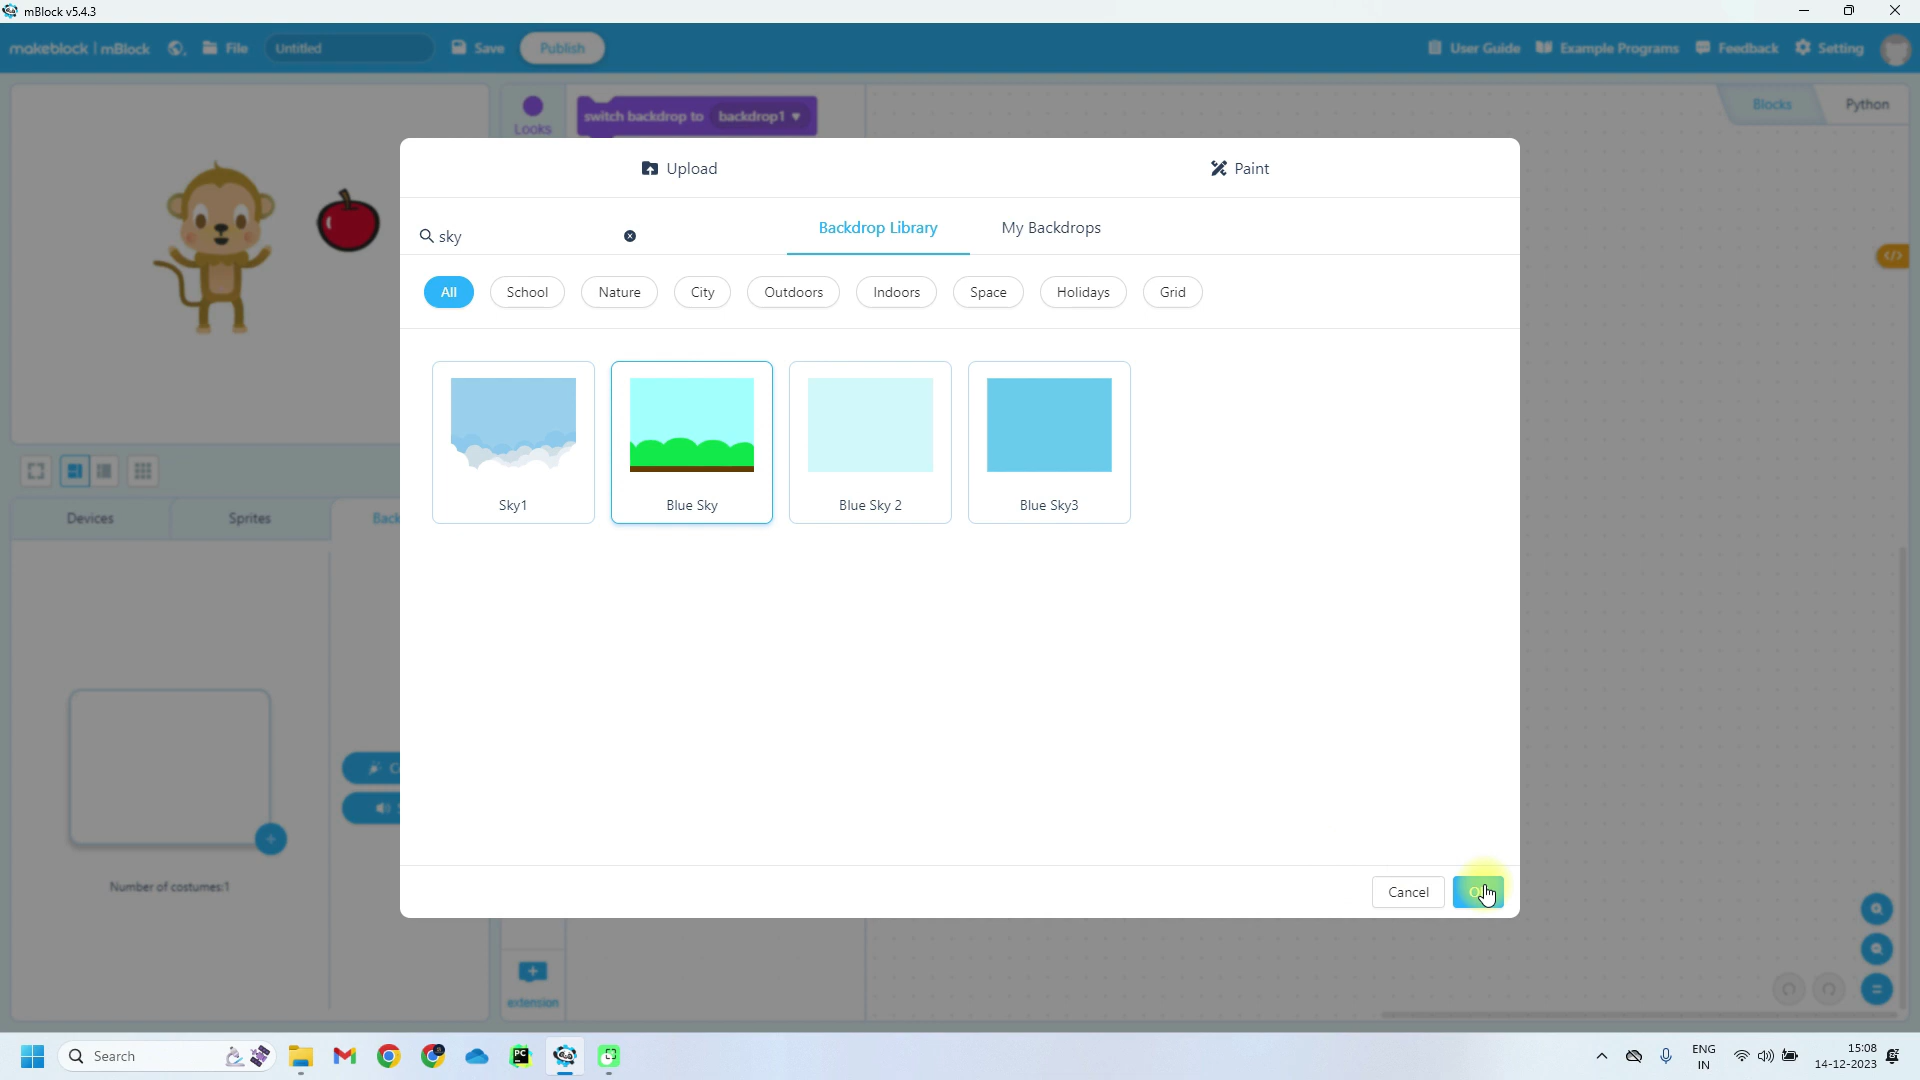 mBlock v5.4.3
makeblock | mBlock File Untitled Save Publish User Guide Example Programs Feedback Setting
Looks switch backdrop to backdrop1 Blocks Python
Upload Paint
sky Backdrop Library My Backdrops
All School Nature City Outdoors Indoors Space Holidays Grid
Sky1 Blue Sky Blue Sky 2 Blue Sky3
Devices Sprites Back
Number of costumes:1
Cancel
extension
Search PC ENG 15:08
IN 14-12-2023